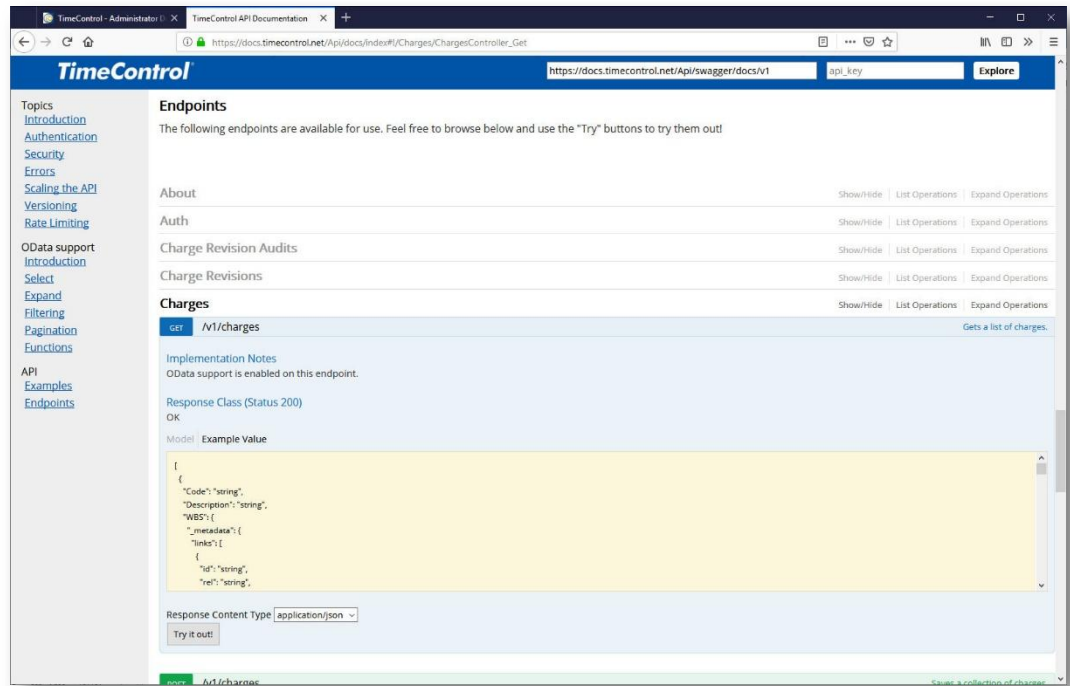 TimeControl - Administrator D
TimeControl API Documentation
https://docs.timecontrol.net/Api/docs/index#!/Charges/ChargesController_Get
TimeControl
https://docs.timecontrol.net/Api/swagger/docs/v1
api_key
Explore
Topics
Introduction
Authentication
Security
Errors
Scaling the API
Versioning
Rate Limiting
OData support
Introduction
Select
Expand
Filtering
Pagination
Functions
API
Examples
Endpoints
Endpoints
The following endpoints are available for use. Feel free to browse below and use the "Try" buttons to try them out!
About Show/Hide List Operations Expand Operations
Auth Show/Hide List Operations Expand Operations
Charge Revision Audits Show/Hide List Operations Expand Operations
Charge Revisions Show/Hide List Operations Expand Operations
Charges Show/Hide List Operations Expand Operations
GET /v1/charges Gets a list of charges.
Implementation Notes
OData support is enabled on this endpoint.
Response Class (Status 200)
OK
Model Example Value
[
{
"Code": "string",
"Description": "string",
"WBS": {
"_metadata": {
"links": [
{
"id": "string",
"rel": "string",
Response Content Type application/json
Try it out!
POST /v1/charges Saves a collection of charges.